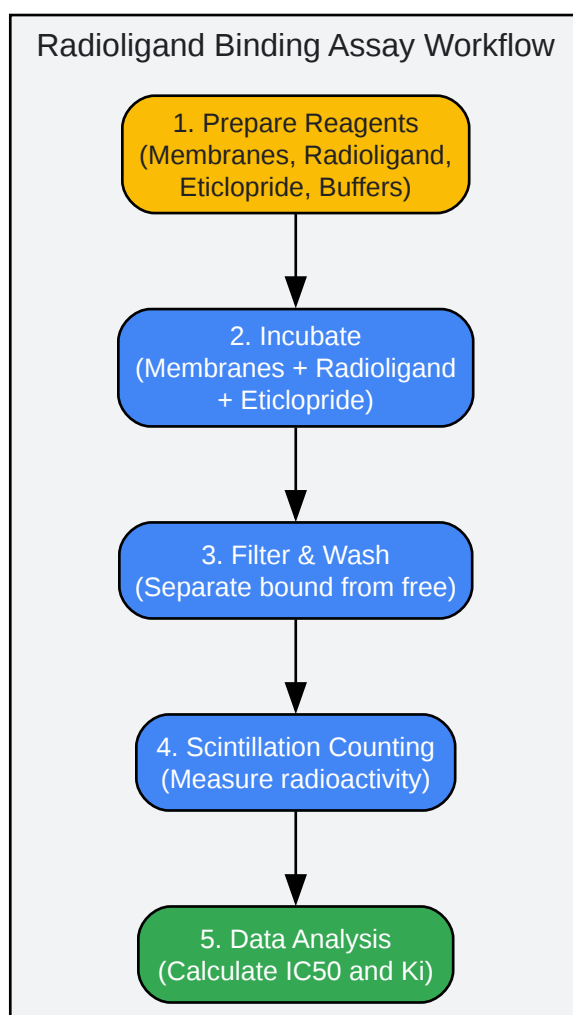 Radioligand Binding Assay Workflow
1. Prepare Reagents
(Membranes, Radioligand,
Eticlopride, Buffers)
2. Incubate
(Membranes + Radioligand
+ Eticlopride)
3. Filter & Wash
(Separate bound from free)
4. Scintillation Counting
(Measure radioactivity)
5. Data Analysis
(Calculate IC50 and Ki)